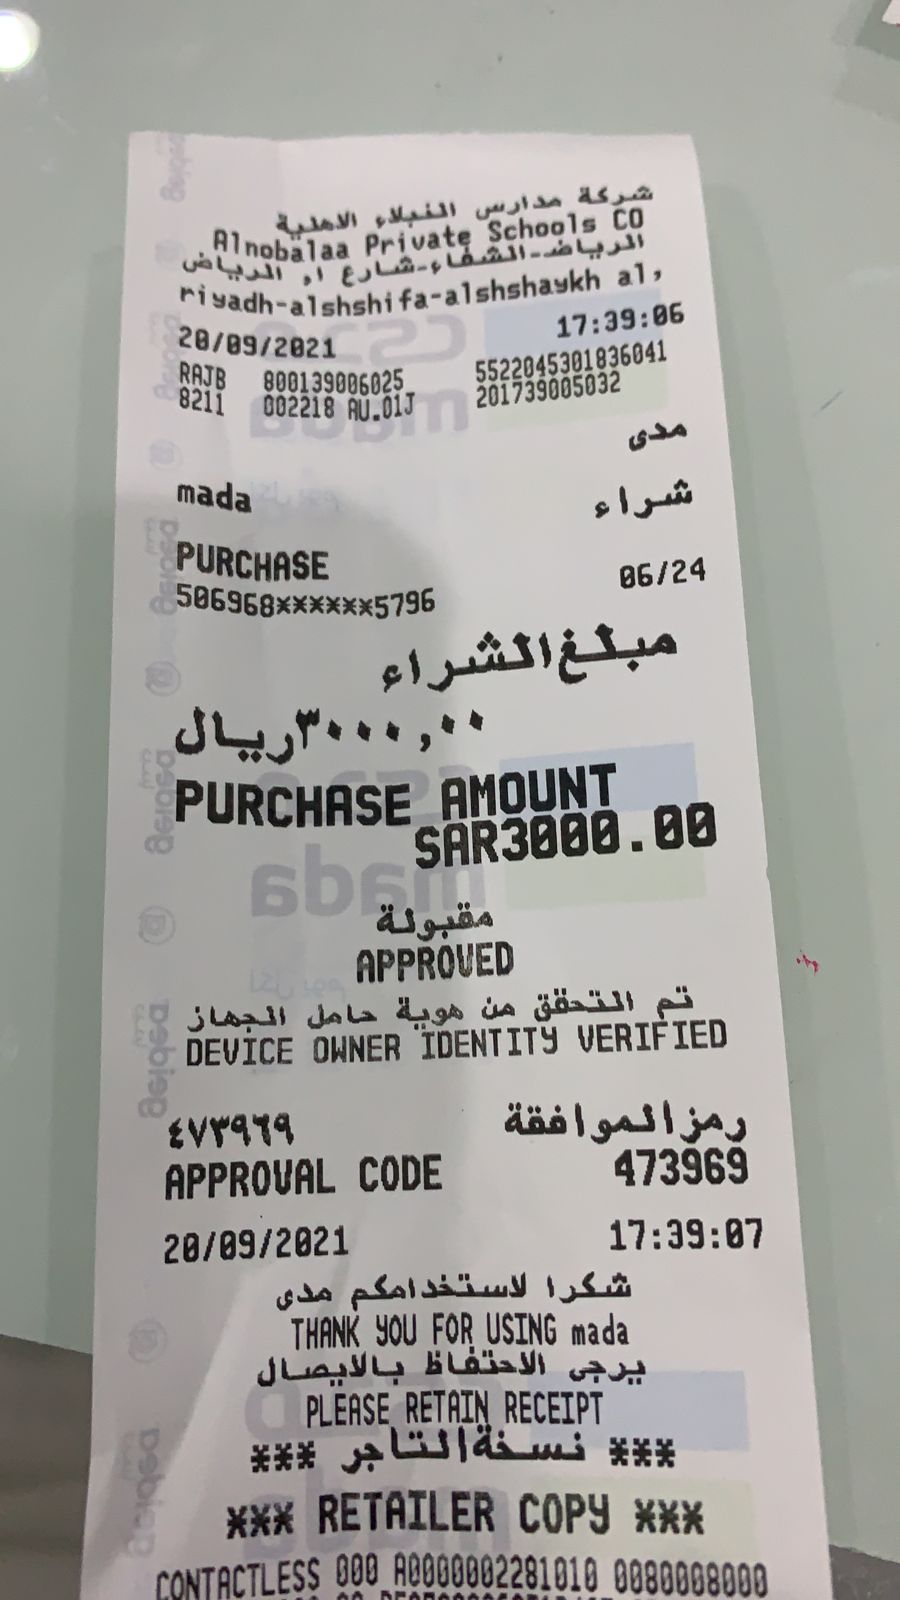 شركة مدارس النبلاء الاهلية
Alnobalaa Private Schools CO
الرياض-الشفاء-شارع ا, الرياض
riyadh-alshshifa-alshshaykh al,
20/09/2021 17:39:06
RAJB 800139006025 5522045301836041
8211 002218 AU.01J 201739005032
مدى
mada
شراء
PURCHASE
506968******5796 06/24
مبلغ الشراء
٣٠٠٠,٠٠ ريال
PURCHASE AMOUNT
SAR3000.00
مقبولة
APPROVED
تم التحقق من هوية حامل الجهاز
DEVICE OWNER IDENTITY VERIFIED
رمز الموافقة ٤٧٣٩٦٩
APPROVAL CODE 473969
20/09/2021 17:39:07
شكرا لاستخدامكم مدى
THANK YOU FOR USING mada
يرجى الاحتفاظ بالايصال
PLEASE RETAIN RECEIPT
*** نسخة التاجر ***
*** RETAILER COPY ***
CONTACTLESS 000 A0000002281010 0080008000